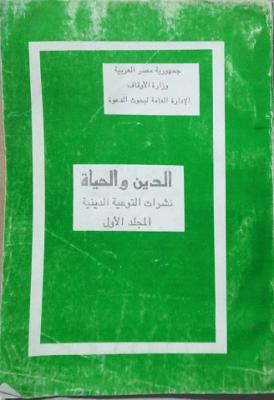 جمهورية مصر العربية
وزارة الأوقاف
الإدارة العامة لبحوث الدعوة
الدين والحياة
نشرات التوعية الدينية
المجلد الأول